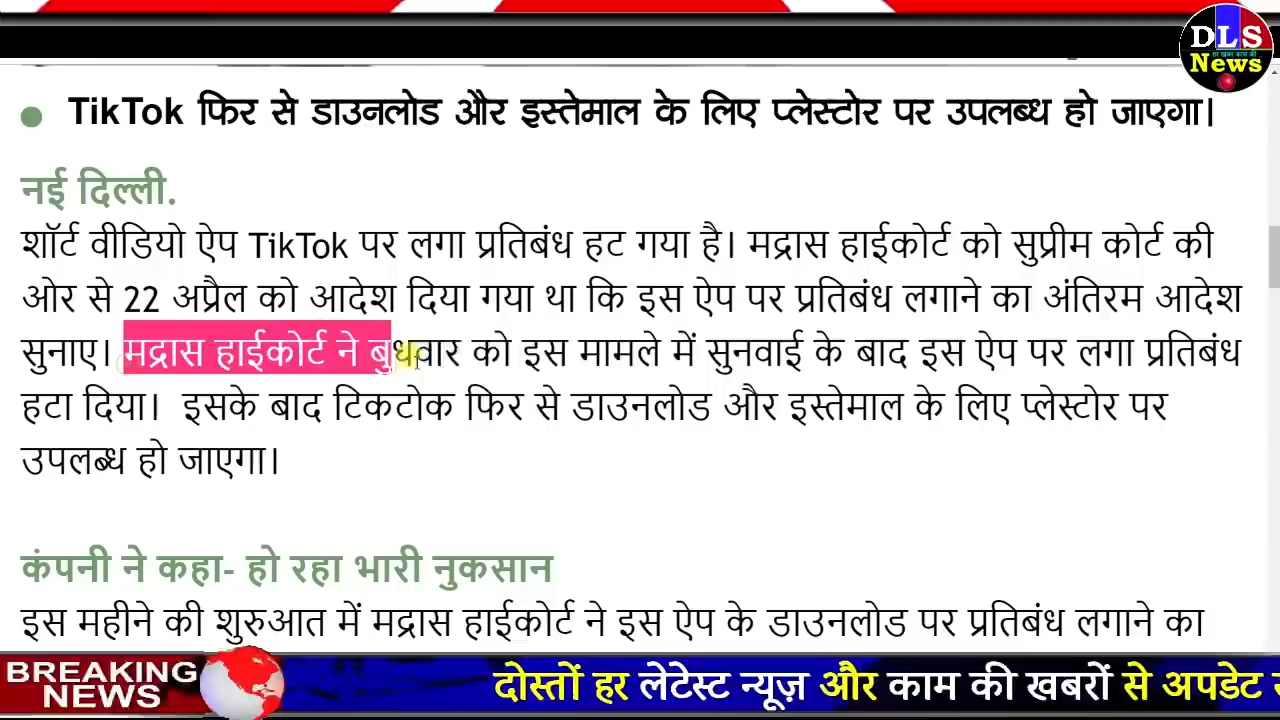 DLS
हर खबर काम की
News
TikTok फिर से डाउनलोड और इस्तेमाल के लिए प्लेस्टोर पर उपलब्ध हो जाएगा।
नई दिल्ली.
शॉर्ट वीडियो ऐप TikTok पर लगा प्रतिबंध हट गया है। मद्रास हाईकोर्ट को सुप्रीम कोर्ट की
ओर से 22 अप्रैल को आदेश दिया गया था कि इस ऐप पर प्रतिबंध लगाने का अंतिरम आदेश
सुनाए। मद्रास हाईकोर्ट ने बुधवार को इस मामले में सुनवाई के बाद इस ऐप पर लगा प्रतिबंध
हटा दिया। इसके बाद टिकटोक फिर से डाउनलोड और इस्तेमाल के लिए प्लेस्टोर पर
उपलब्ध हो जाएगा।
कंपनी ने कहा- हो रहा भारी नुकसान
इस महीने की शुरुआत में मद्रास हाईकोर्ट ने इस ऐप के डाउनलोड पर प्रतिबंध लगाने का
BREAKING
NEWS
दोस्तों हर लेटेस्ट न्यूज़ और काम की खबरों से अपडेट